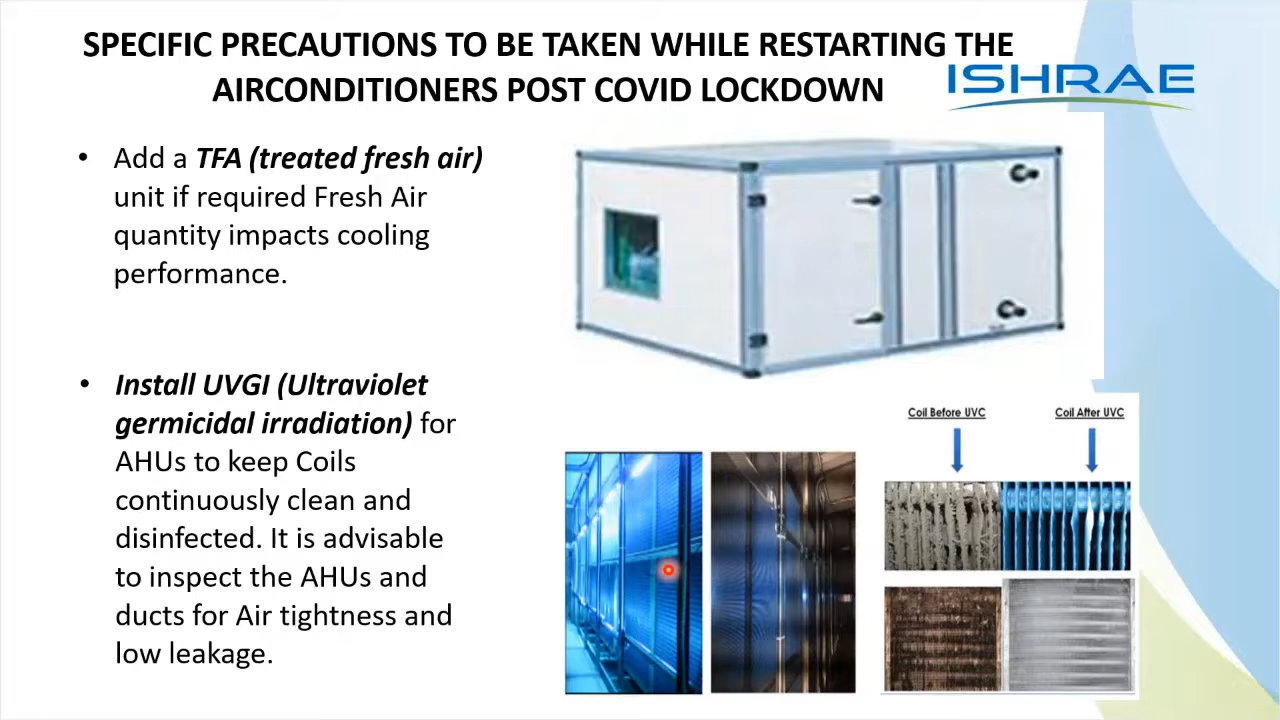 SPECIFIC PRECAUTIONS TO BE TAKEN WHILE RESTARTING THE
AIRCONDITIONERS POST COVID LOCKDOWN
ISHRAE
• Add a TFA (treated fresh air)
unit if required Fresh Air
quantity impacts cooling
performance.
• Install UVGI (Ultraviolet
germicidal irradiation) for
AHUs to keep Coils
continuously clean and
disinfected. It is advisable
to inspect the AHUs and
ducts for Air tightness and
low leakage.
Coil Before UVC
Coil After UVC